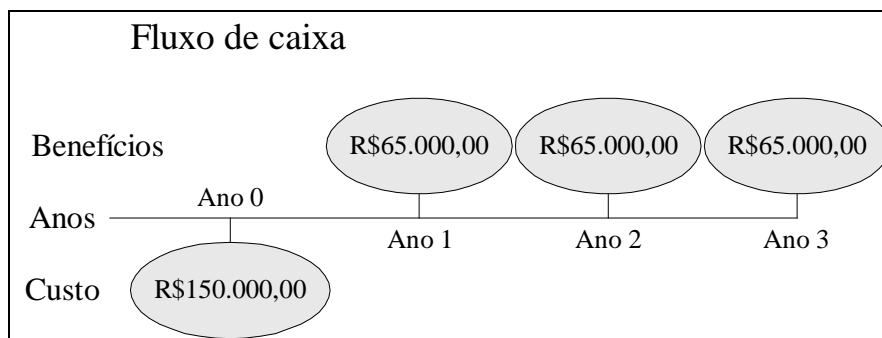 Fluxo de caixa
Benefícios R$65.000,00 R$65.000,00 R$65.000,00
Ano 0
Anos
Ano 1 Ano 2 Ano 3
Custo R$150.000,00